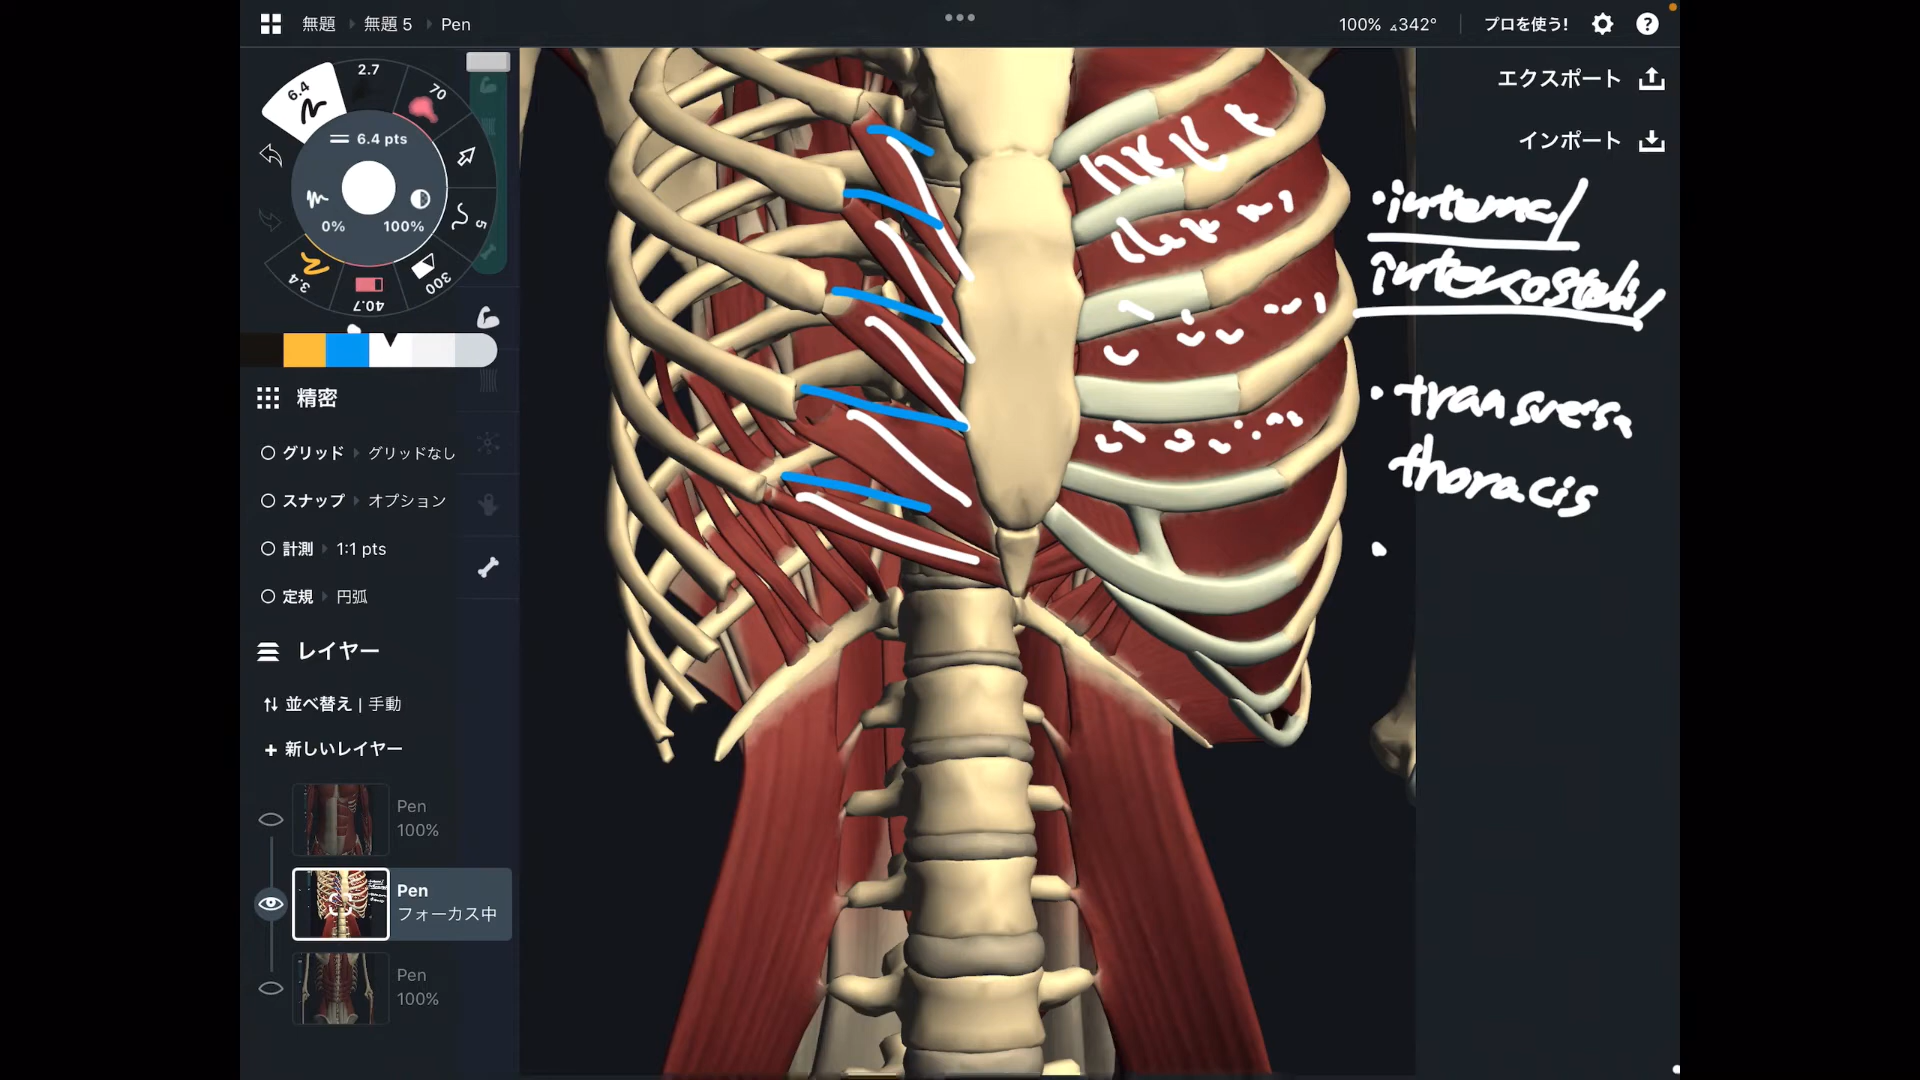 無題 無題 5 Pen
100% ⊿342° プロを使う!
エクスポート
インポート
2.7
6.4
70
6.4 pts
0% 100%
5
3.4
40.7
300
精密
グリッド グリッドなし
スナップ オプション
計測 1:1 pts
定規 円弧
レイヤー
並べ替え | 手動
+ 新しいレイヤー
Pen
100%
Pen
フォーカス中
Pen
100%
・internal
intercostals
・transversa
thoracis